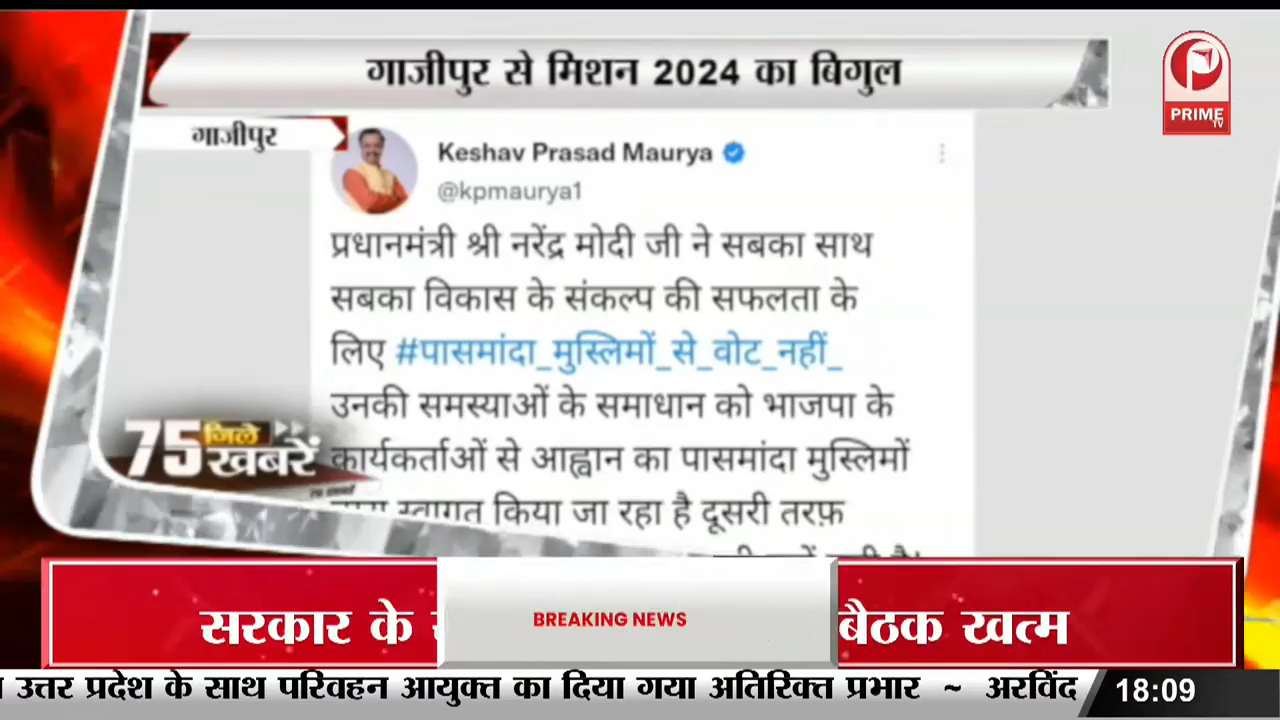 गाजीपुर से मिशन 2024 का बिगुल
PRIME
TV
गाजीपुर
Keshav Prasad Maurya
@kpmaurya1
प्रधानमंत्री श्री नरेंद्र मोदी जी ने सबका साथ
सबका विकास के संकल्प की सफलता के
लिए #पासमांदा_मुस्लिमों_से_वोट_नहीं_
उनकी समस्याओं के समाधान को भाजपा के
कार्यकर्ताओं से आह्वान का पासमांदा मुस्लिमों
स्वागत किया जा रहा है दूसरी तरफ़
75 जिले
खबरें
सरकार के
BREAKING NEWS
बैठक खत्म
उत्तर प्रदेश के साथ परिवहन आयुक्त का दिया गया अतिरिक्त प्रभार ~ अरविंद
18:09